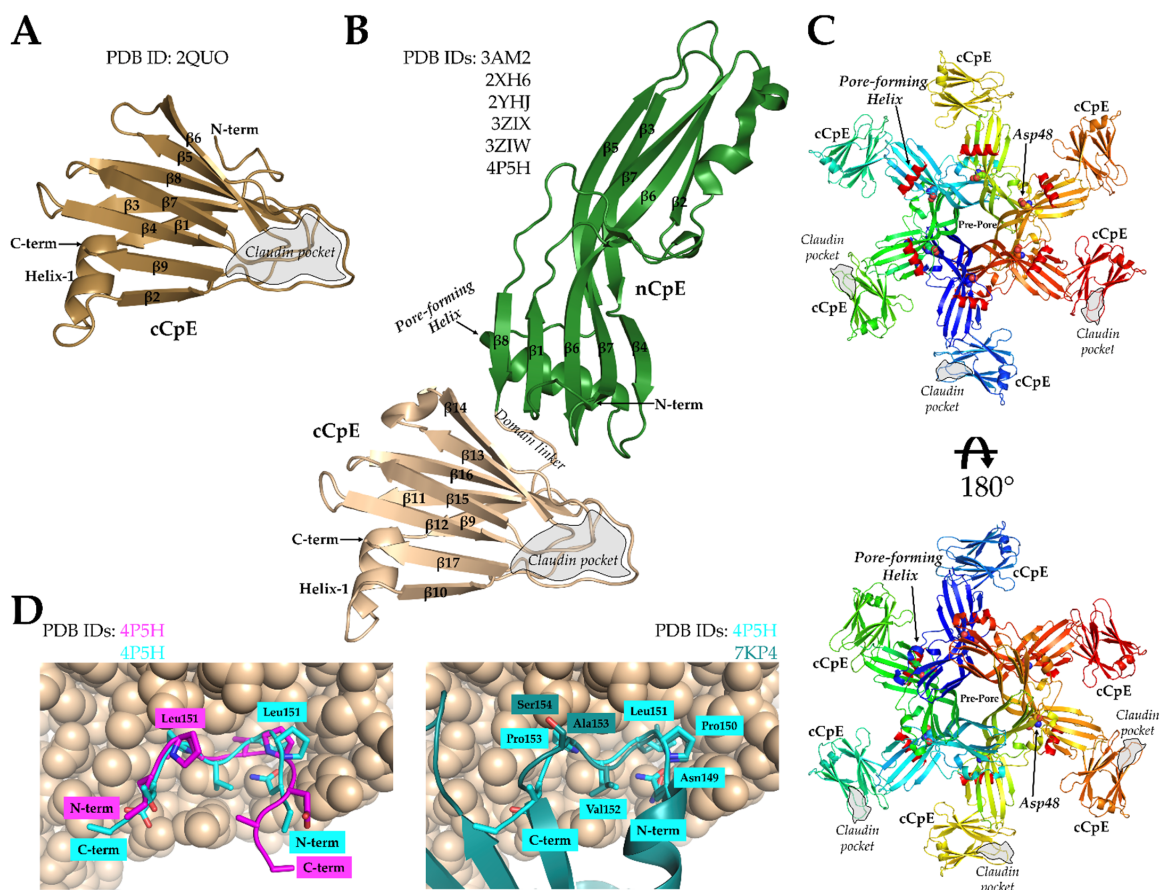 A
PDB ID: 2QUO
β6
N-term
β5
β8
β3
β7
β1
β4
C-term
Claudin pocket
Helix-1
β9
β2
cCpE
B
PDB IDs: 3AM2
2XH6
2YHJ
3ZIX
3ZIW
4P5H
β3
β5
β7
β6
β2
nCpE
Pore-forming
Helix
β8
β1
β6
β7
β4
N-term
Domain linker
cCpE
β14
β13
β16
β11
β15
β12
β9
C-term
Claudin pocket
β17
Helix-1
β10
C
cCpE
Pore-forming
Helix
cCpE
Asp48
cCpE
Pre-Pore
Claudin
pocket
cCpE
cCpE
Claudin
pocket
Claudin
pocket
cCpE
180°
Pore-forming
Helix
cCpE
cCpE
cCpE
Pre-Pore
cCpE
Claudin
pocket
cCpE
Asp48
Claudin
pocket
cCpE
Claudin
pocket
D
PDB IDs: 4P5H
4P5H
Leu151
Leu151
N-term
C-term
N-term
C-term
PDB IDs: 4P5H
7KP4
Ser154
Leu151
Ala153
Pro153
Pro150
Asn149
Val152
C-term
N-term